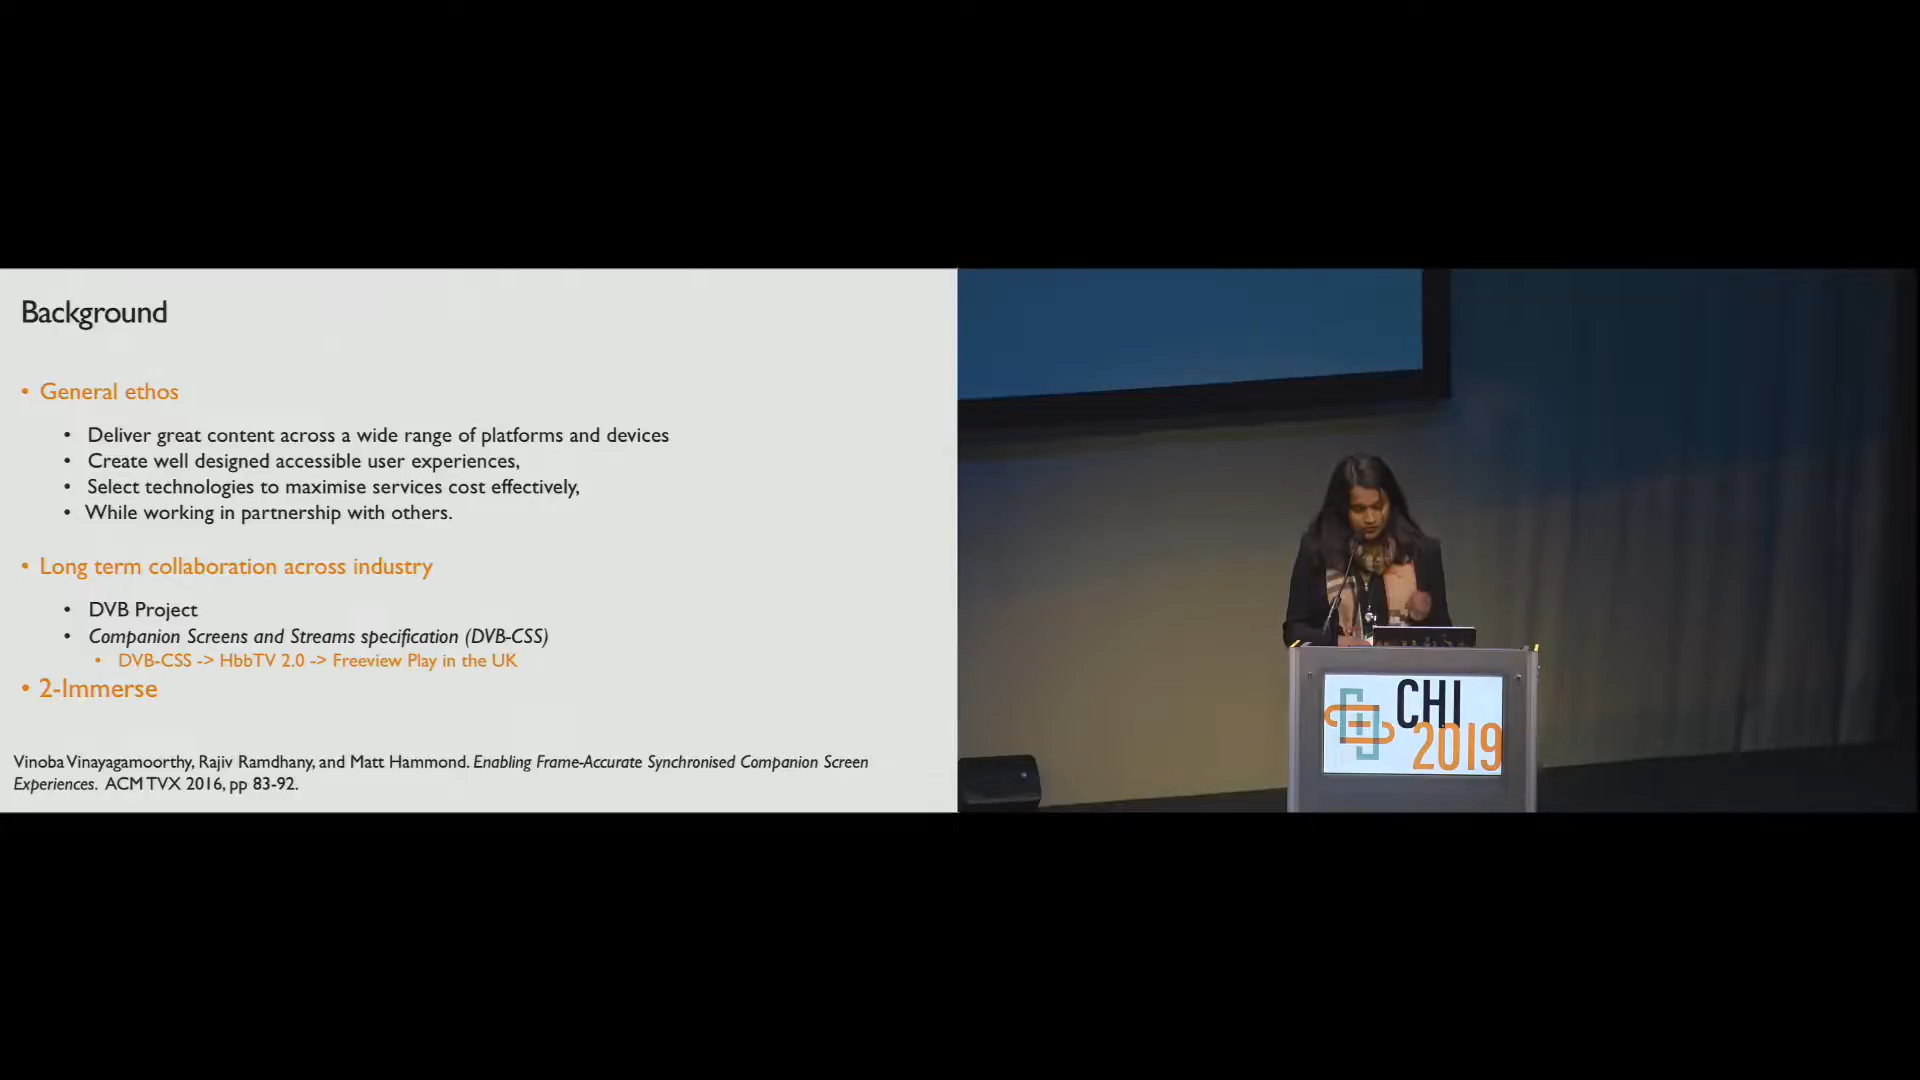 Background
• General ethos
• Deliver great content across a wide range of platforms and devices
• Create well designed accessible user experiences,
• Select technologies to maximise services cost effectively,
• While working in partnership with others.
• Long term collaboration across industry
• DVB Project
• Companion Screens and Streams specification (DVB-CSS)
• DVB-CSS -> HbbTV 2.0 -> Freeview Play in the UK
• 2-Immerse
Vinoba Vinayagamoorthy, Rajiv Ramdhany, and Matt Hammond. Enabling Frame-Accurate Synchronised Companion Screen
Experiences. ACM TVX 2016, pp 83-92.
CHI
2019